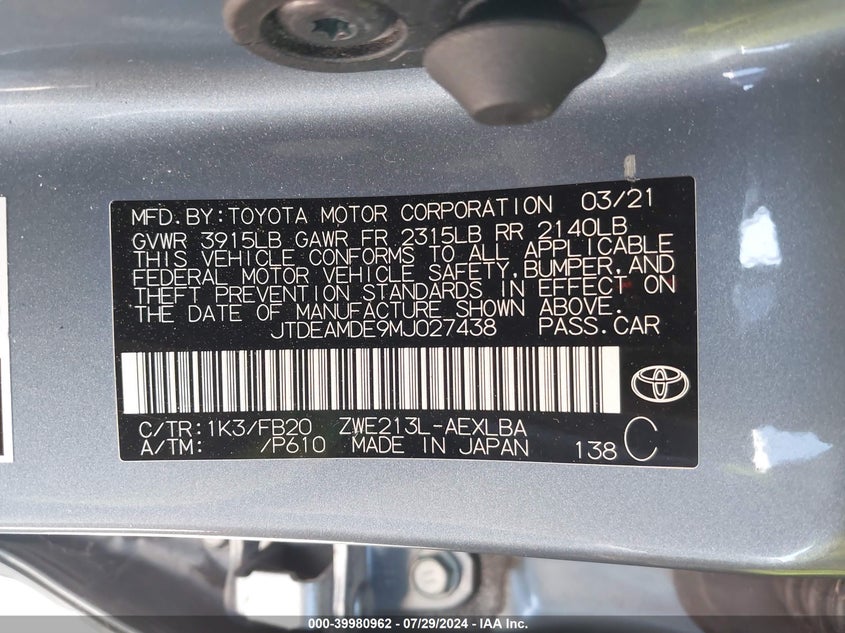 MFD. BY: TOYOTA MOTOR CORPORATION 03/21
GVWR 3915LB GAWR FR 2315LB RR 2140LB
THIS VEHICLE CONFORMS TO ALL APPLICABLE
FEDERAL MOTOR VEHICLE SAFETY, BUMPER, AND
THEFT PREVENTION STANDARDS IN EFFECT ON
THE DATE OF MANUFACTURE SHOWN ABOVE.
JTDEAMDE9MJ027438 PASS. CAR
C/TR: 1K3/FB20 ZWE213L-AEXLBA
A/TM: /P610 MADE IN JAPAN 138 C
000-39980962 / 07/29/2024 - IAA Inc.